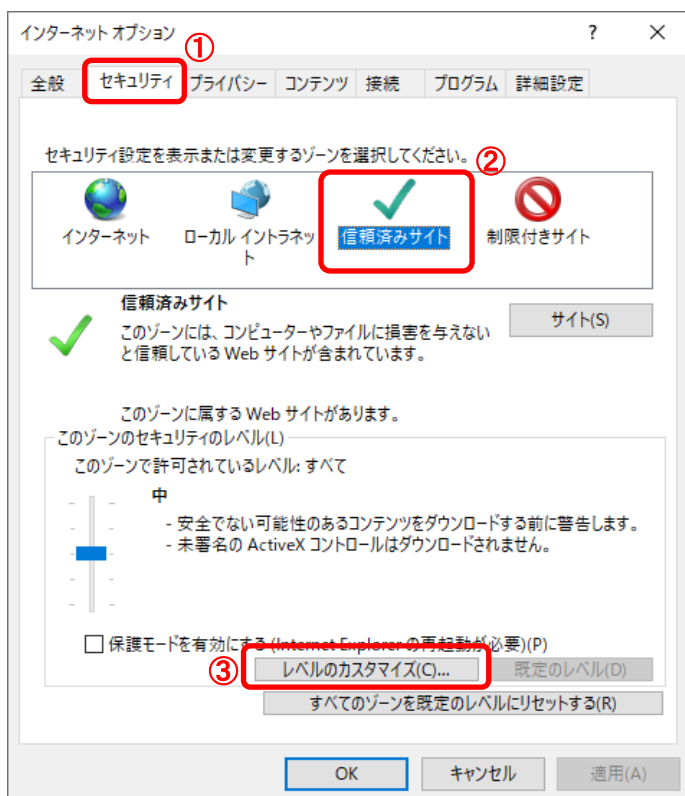 インターネット オプション ? ×
①
全般 セキュリティ プライバシー コンテンツ 接続 プログラム 詳細設定
セキュリティ設定を表示または変更するゾーンを選択してください。
②
インターネット
ローカル イントラネッ
ト
信頼済みサイト
制限付きサイト
信頼済みサイト
サイト(S)
このゾーンには、コンピューターやファイルに損害を与えない
と信頼している Web サイトが含まれています。
このゾーンに属する Web サイトがあります。
このゾーンのセキュリティのレベル(L)
このゾーンで許可されているレベル: すべて
中
- 安全でない可能性のあるコンテンツをダウンロードする前に警告します。
- 未署名の ActiveX コントロールはダウンロードされません。
保護モードを有効にする (Internet Explorer の再起動が必要)(P)
③
レベルのカスタマイズ(C)... 既定のレベル(D)
すべてのゾーンを既定のレベルにリセットする(R)
OK キャンセル 適用(A)